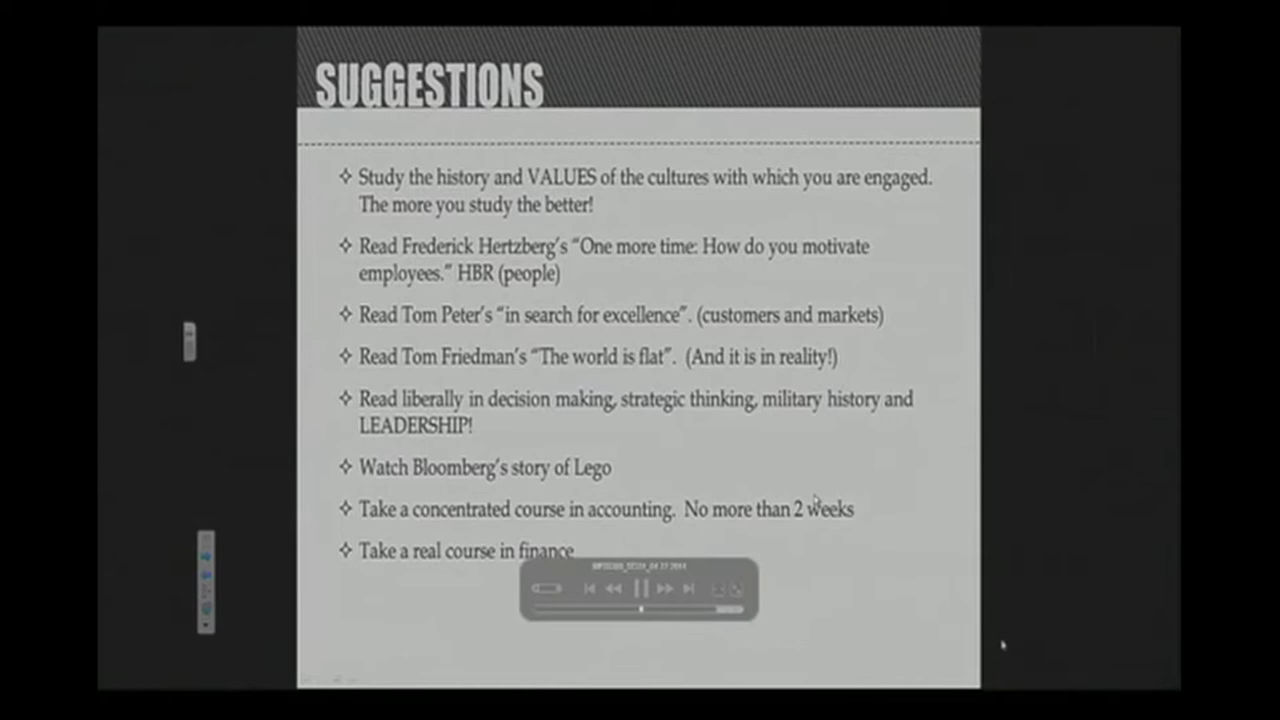 SUGGESTIONS
Study the history and VALUES of the cultures with which you are engaged.
The more you study the better!
Read Frederick Hertzberg's "One more time: How do you motivate
employees." HBR (people)
Read Tom Peter's "in search for excellence". (customers and markets)
Read Tom Friedman's "The world is flat". (And it is in reality!)
Read liberally in decision making, strategic thinking, military history and
LEADERSHIP!
Watch Bloomberg's story of Lego
Take a concentrated course in accounting. No more than 2 weeks
Take a real course in finance